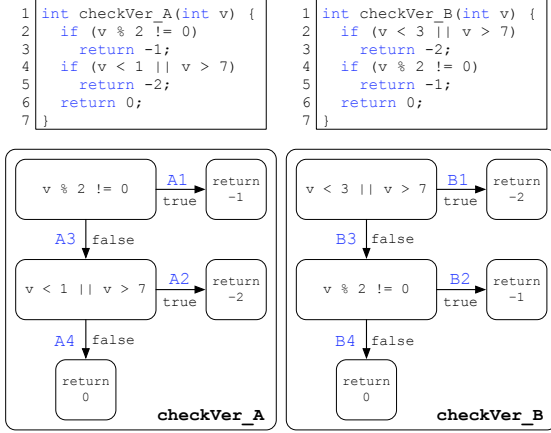 1 int checkVer_A(int v) {
2   if (v % 2 != 0)
3     return -1;
4   if (v < 1 || v > 7)
5     return -2;
6   return 0;
7 }
1 int checkVer_B(int v) {
2   if (v < 3 || v > 7)
3     return -2;
4   if (v % 2 != 0)
5     return -1;
6   return 0;
7 }
v % 2 != 0
A1
true
return
-1
A3 false
v < 1 || v > 7
A2
true
return
-2
A4 false
return
0
checkVer_A
v < 3 || v > 7
B1
true
return
-2
B3 false
v % 2 != 0
B2
true
return
-1
B4 false
return
0
checkVer_B